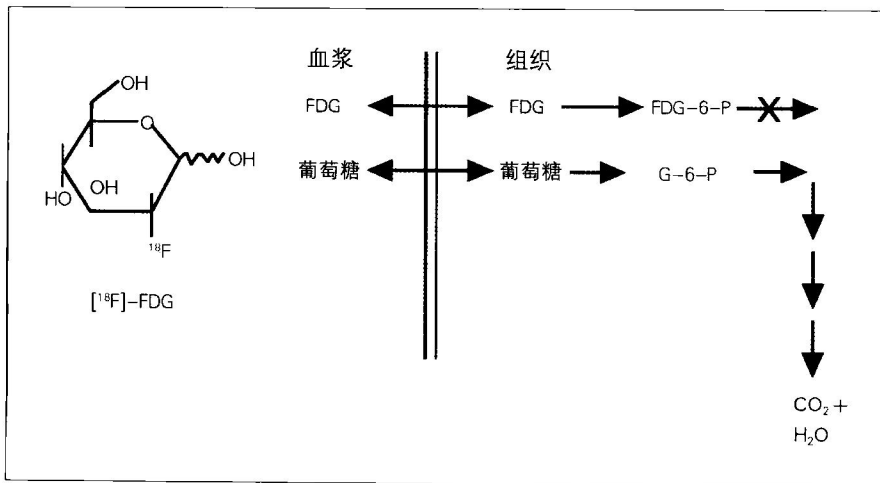 血浆 组织
FDG FDG FDG-6-P
葡萄糖 葡萄糖 G-6-P
OH
O
OH
OH
HO
¹⁸F
[¹⁸F]-FDG
CO₂+
H₂O